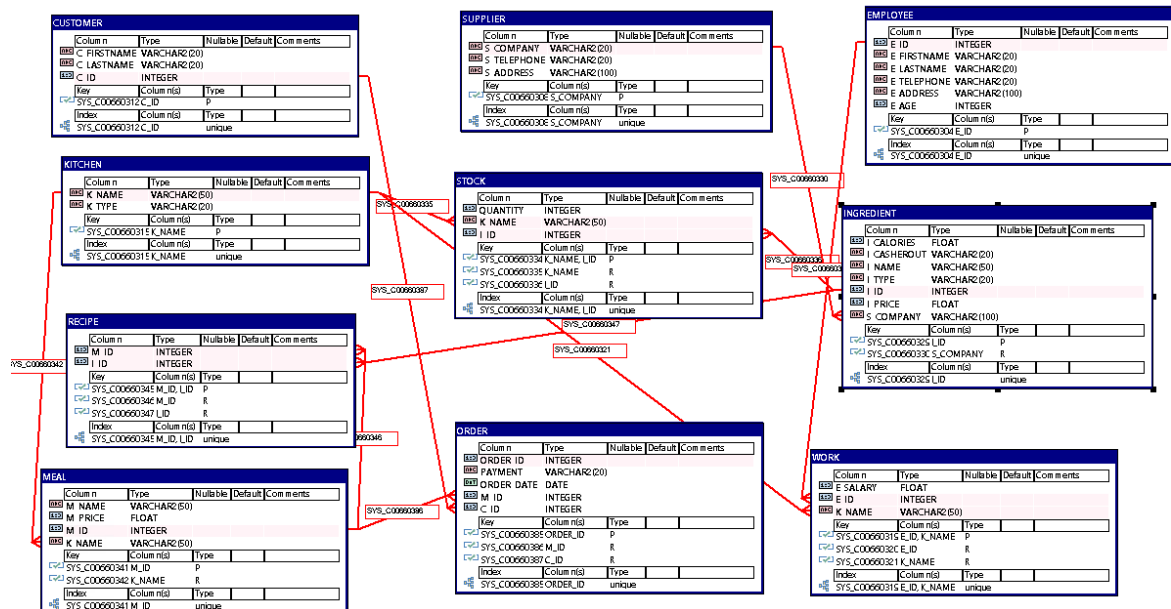 CUSTOMER
Column Type Nullable Default Comments
C FIRSTNAME VARCHAR2(20)
C LASTNAME VARCHAR2(20)
C ID INTEGER
Key Column(s) Type
SYS_C00660312 C_ID P
Index Column(s) Type
SYS_C00660312 C_ID unique
SUPPLIER
Column Type Nullable Default Comments
S COMPANY VARCHAR2(20)
S TELEPHONE VARCHAR2(20)
S ADDRESS VARCHAR2(100)
Key Column(s) Type
SYS_C00660308 S_COMPANY P
Index Column(s) Type
SYS_C00660308 S_COMPANY unique
EMPLOYEE
Column Type Nullable Default Comments
E ID INTEGER
E FIRSTNAME VARCHAR2(20)
E LASTNAME VARCHAR2(20)
E TELEPHONE VARCHAR2(20)
E ADDRESS VARCHAR2(100)
E AGE INTEGER
Key Column(s) Type
SYS_C00660304 E_ID P
Index Column(s) Type
SYS_C00660304 E_ID unique
KITCHEN
Column Type Nullable Default Comments
K NAME VARCHAR2(50)
K TYPE VARCHAR2(20)
Key Column(s) Type
SYS_C00660315 K_NAME P
Index Column(s) Type
SYS_C00660315 K_NAME unique
SYS_C00660335
SYS_C00660330
STOCK
Column Type Nullable Default Comments
QUANTITY INTEGER
K NAME VARCHAR2(50)
I ID INTEGER
Key Column(s) Type
SYS_C00660334 K_NAME, I_ID P
SYS_C00660335 K_NAME R
SYS_C00660336 I_ID R
Index Column(s) Type
SYS_C00660334 K_NAME, I_ID unique
SYS_C00660336
INGREDIENT
Column Type Nullable Default Comments
I CALORIES FLOAT
I CASHEROUT VARCHAR2(20)
I NAME VARCHAR2(50)
I TYPE VARCHAR2(20)
I ID INTEGER
I PRICE FLOAT
S COMPANY VARCHAR2(100)
Key Column(s) Type
SYS_C00660329 I_ID P
SYS_C00660330 S_COMPANY R
Index Column(s) Type
SYS_C00660329 I_ID unique
SYS_C00660387
SYS_C00660347
SYS_C00660321
SYS_C00660342
RECIPE
Column Type Nullable Default Comments
M ID INTEGER
I ID INTEGER
Key Column(s) Type
SYS_C00660345 M_ID, I_ID P
SYS_C00660346 M_ID R
SYS_C00660347 I_ID R
Index Column(s) Type
SYS_C00660345 M_ID, I_ID unique
MEAL
Column Type Nullable Default Comments
M NAME VARCHAR2(50)
M PRICE FLOAT
M ID INTEGER
K NAME VARCHAR2(50)
Key Column(s) Type
SYS_C00660341 M_ID P
SYS_C00660342 K_NAME R
Index Column(s) Type
SYS_C00660341 M_ID unique
SYS_C00660386
ORDER
Column Type Nullable Default Comments
ORDER ID INTEGER
PAYMENT VARCHAR2(20)
ORDER DATE DATE
M ID INTEGER
C ID INTEGER
Key Column(s) Type
SYS_C00660385 ORDER_ID P
SYS_C00660386 M_ID R
SYS_C00660387 C_ID R
Index Column(s) Type
SYS_C00660385 ORDER_ID unique
WORK
Column Type Nullable Default Comments
E SALARY FLOAT
E ID INTEGER
K NAME VARCHAR2(50)
Key Column(s) Type
SYS_C00660319 E_ID, K_NAME P
SYS_C00660320 E_ID R
SYS_C00660321 K_NAME R
Index Column(s) Type
SYS_C00660319 E_ID, K_NAME unique